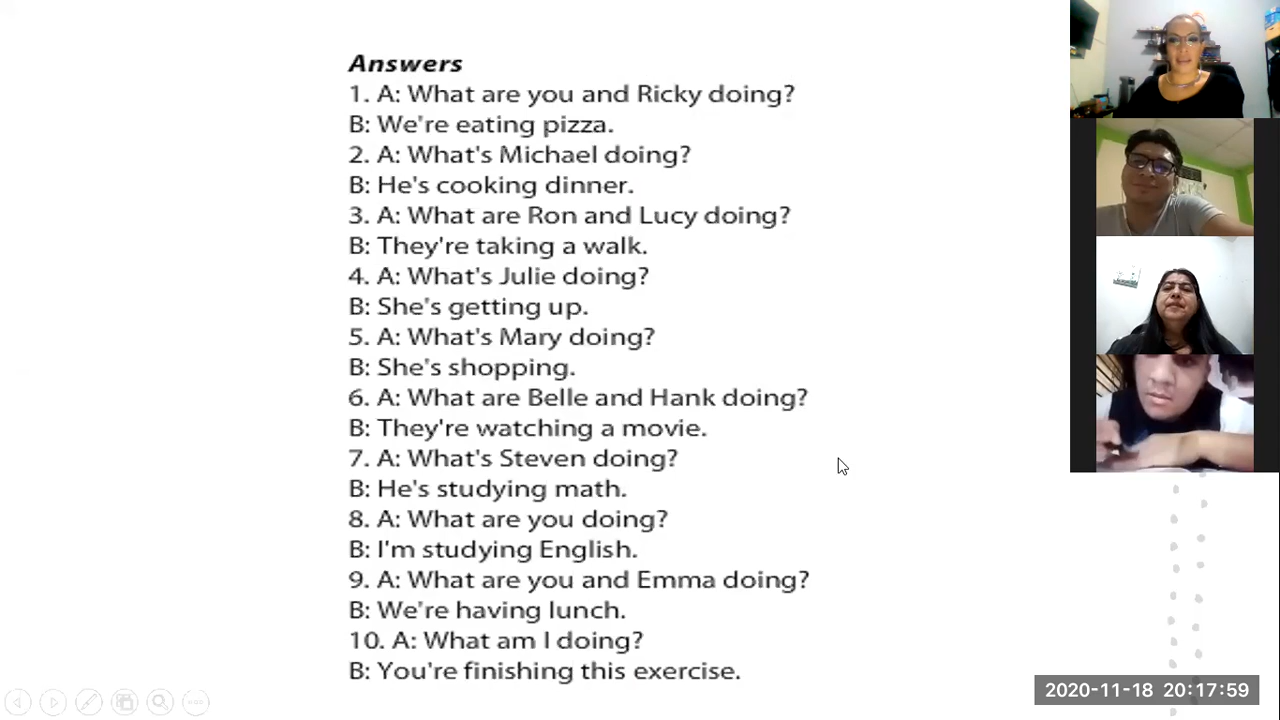 Answers
1. A: What are you and Ricky doing?
B: We're eating pizza.
2. A: What's Michael doing?
B: He's cooking dinner.
3. A: What are Ron and Lucy doing?
B: They're taking a walk.
4. A: What's Julie doing?
B: She's getting up.
5. A: What's Mary doing?
B: She's shopping.
6. A: What are Belle and Hank doing?
B: They're watching a movie.
7. A: What's Steven doing?
B: He's studying math.
8. A: What are you doing?
B: I'm studying English.
9. A: What are you and Emma doing?
B: We're having lunch.
10. A: What am I doing?
B: You're finishing this exercise.
2020-11-18 20:17:59